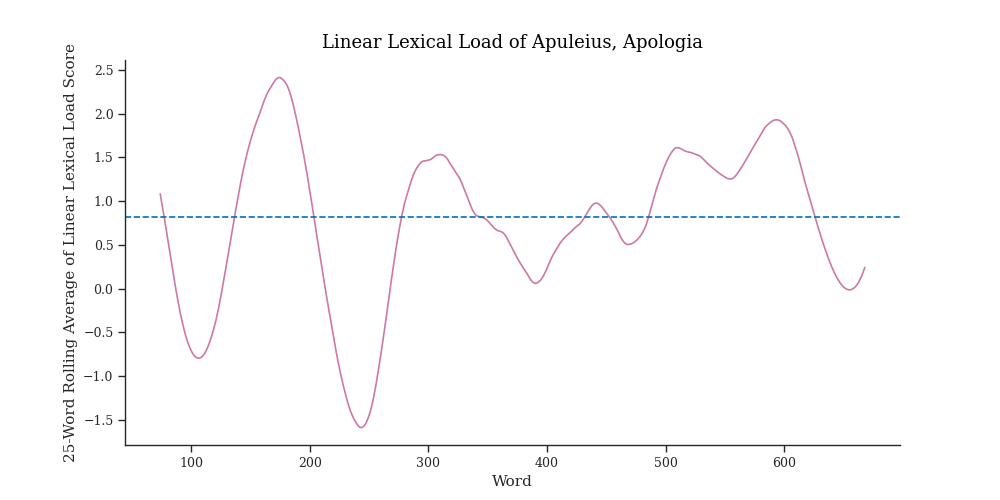 Linear Lexical Load of Apuleius, Apologia
25-Word Rolling Average of Linear Lexical Load Score
2.5
2.0
1.5
1.0
0.5
0.0
−0.5
−1.0
−1.5
100 200 300 400 500 600
Word